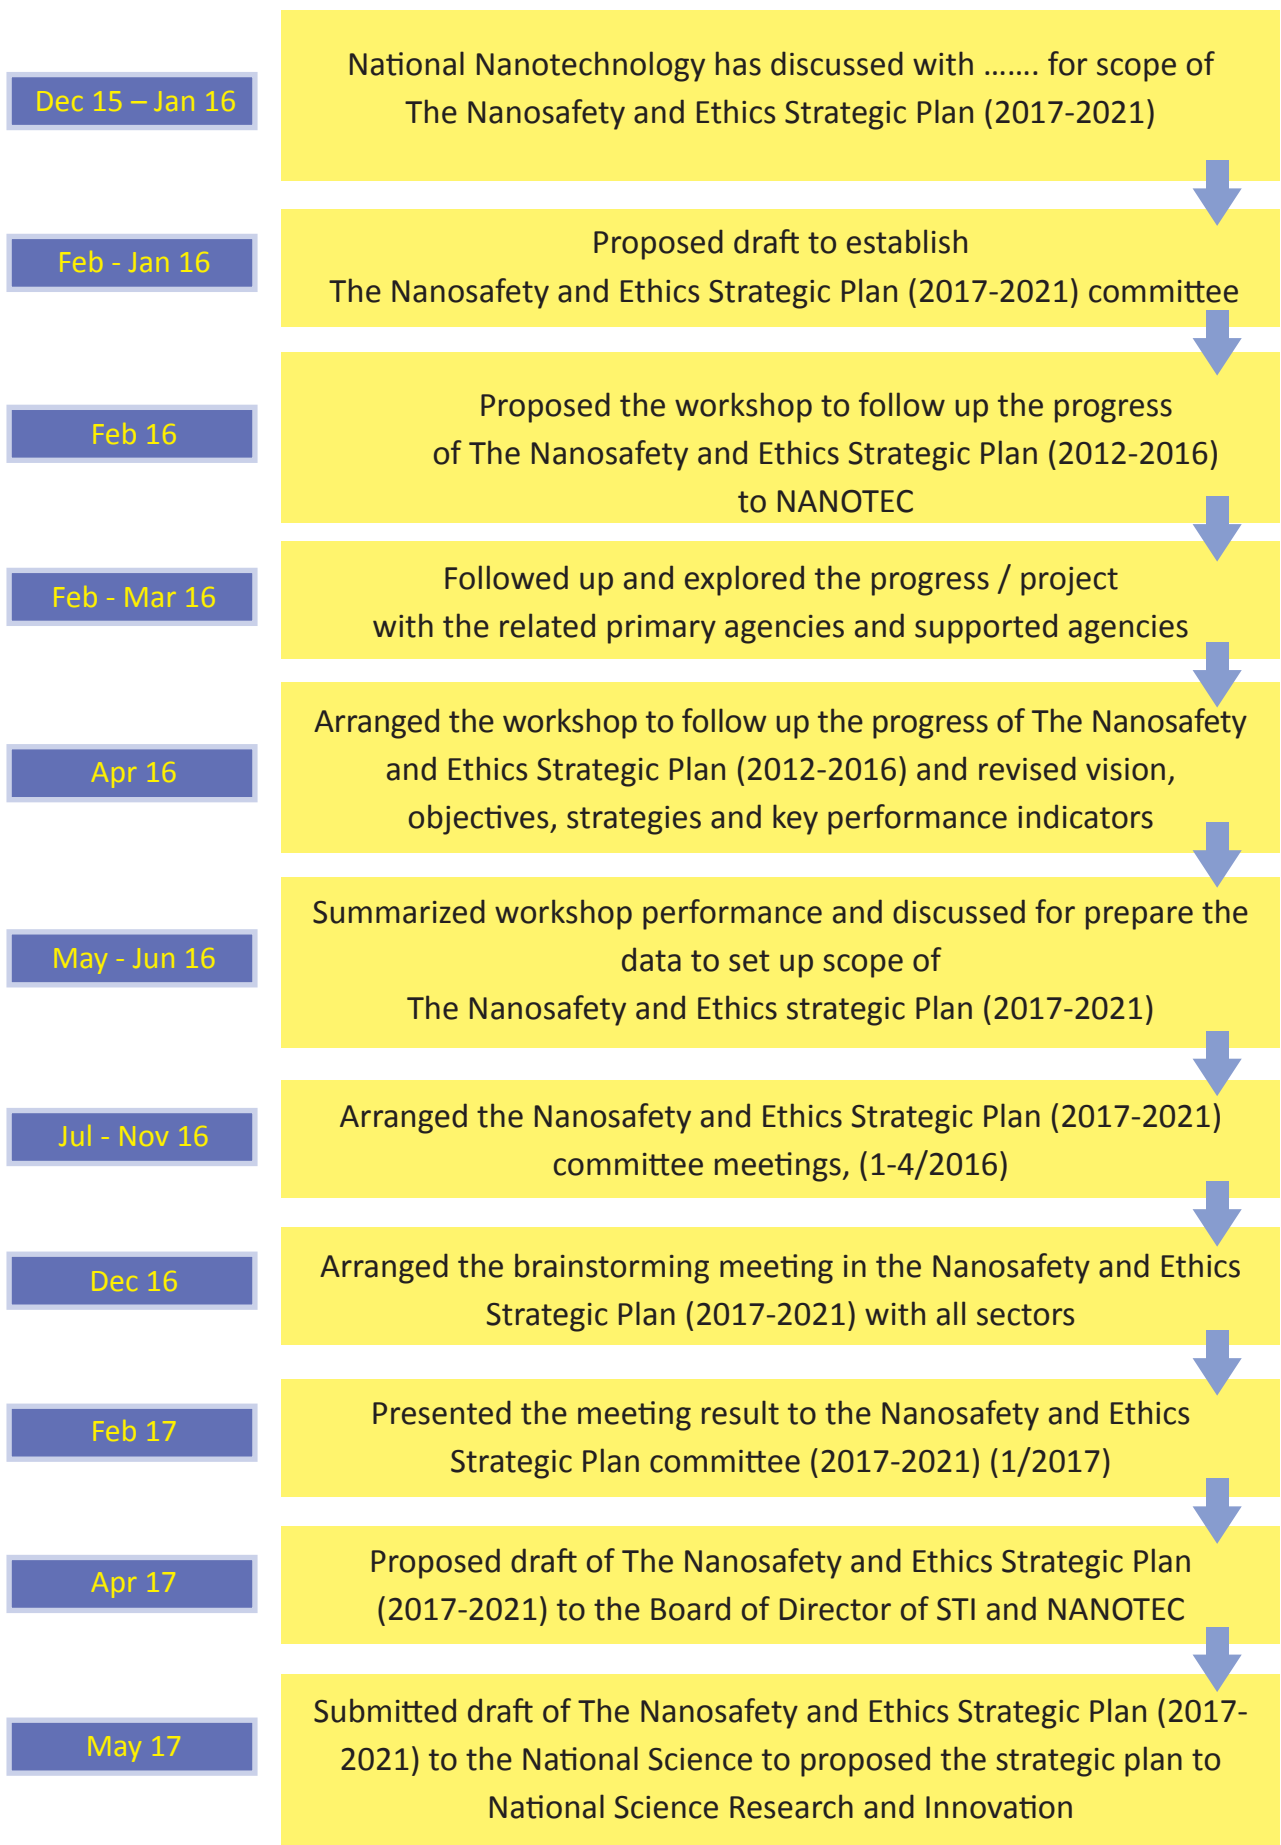 Dec 15 – Jan 16
National Nanotechnology has discussed with ....... for scope of
The Nanosafety and Ethics Strategic Plan (2017-2021)
Feb - Jan 16
Proposed draft to establish
The Nanosafety and Ethics Strategic Plan (2017-2021) committee
Feb 16
Proposed the workshop to follow up the progress
of The Nanosafety and Ethics Strategic Plan (2012-2016)
to NANOTEC
Feb - Mar 16
Followed up and explored the progress / project
with the related primary agencies and supported agencies
Apr 16
Arranged the workshop to follow up the progress of The Nanosafety
and Ethics Strategic Plan (2012-2016) and revised vision,
objectives, strategies and key performance indicators
May - Jun 16
Summarized workshop performance and discussed for prepare the
data to set up scope of
The Nanosafety and Ethics strategic Plan (2017-2021)
Jul - Nov 16
Arranged the Nanosafety and Ethics Strategic Plan (2017-2021)
committee meetings, (1-4/2016)
Dec 16
Arranged the brainstorming meeting in the Nanosafety and Ethics
Strategic Plan (2017-2021) with all sectors
Feb 17
Presented the meeting result to the Nanosafety and Ethics
Strategic Plan committee (2017-2021) (1/2017)
Apr 17
Proposed draft of The Nanosafety and Ethics Strategic Plan
(2017-2021) to the Board of Director of STI and NANOTEC
May 17
Submitted draft of The Nanosafety and Ethics Strategic Plan (2017-
2021) to the National Science to proposed the strategic plan to
National Science Research and Innovation